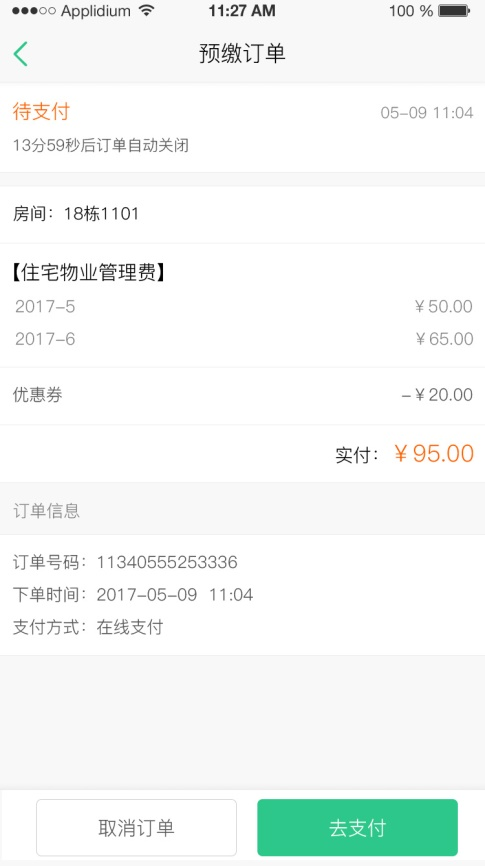 Applidium 11:27 AM 100 %
预缴订单
待支付 05-09 11:04
13分59秒后订单自动关闭
房间：18栋1101
【住宅物业管理费】
2017-5 ￥50.00
2017-6 ￥65.00
优惠券 -￥20.00
实付：￥95.00
订单信息
订单号码：11340555253336
下单时间：2017-05-09 11:04
支付方式：在线支付
取消订单 去支付